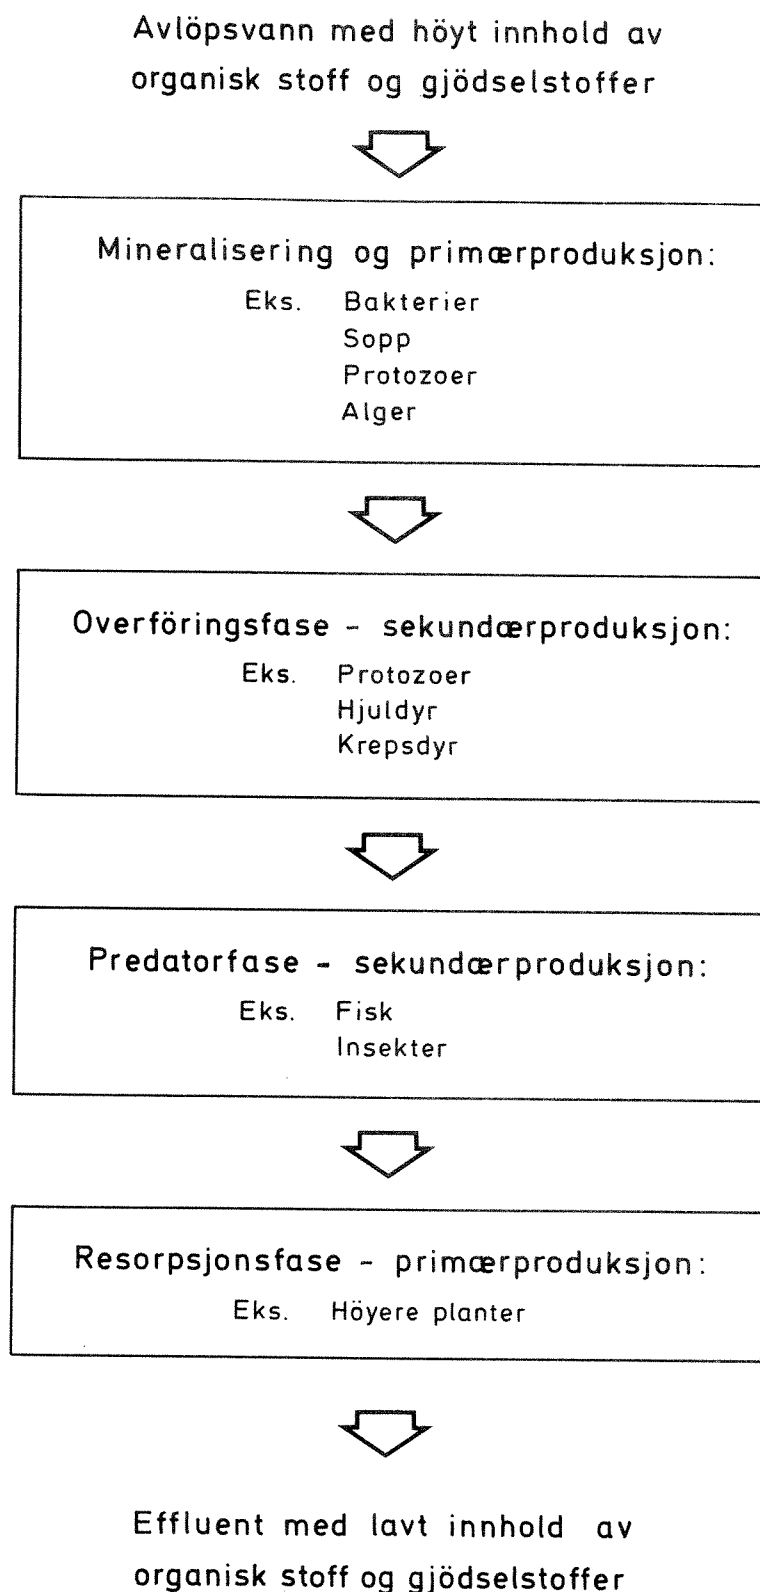 Avlöpsvann med höyt innhold av
organisk stoff og gjödselstoffer
Mineralisering og primærproduksjon:
Eks. Bakterier
Sopp
Protozoer
Alger
Overföringsfase - sekundærproduksjon:
Eks. Protozoer
Hjuldyr
Krepsdyr
Predatorfase - sekundærproduksjon:
Eks. Fisk
Insekter
Resorpsjonsfase - primærproduksjon:
Eks. Höyere planter
Effluent med lavt innhold av
organisk stoff og gjödselstoffer